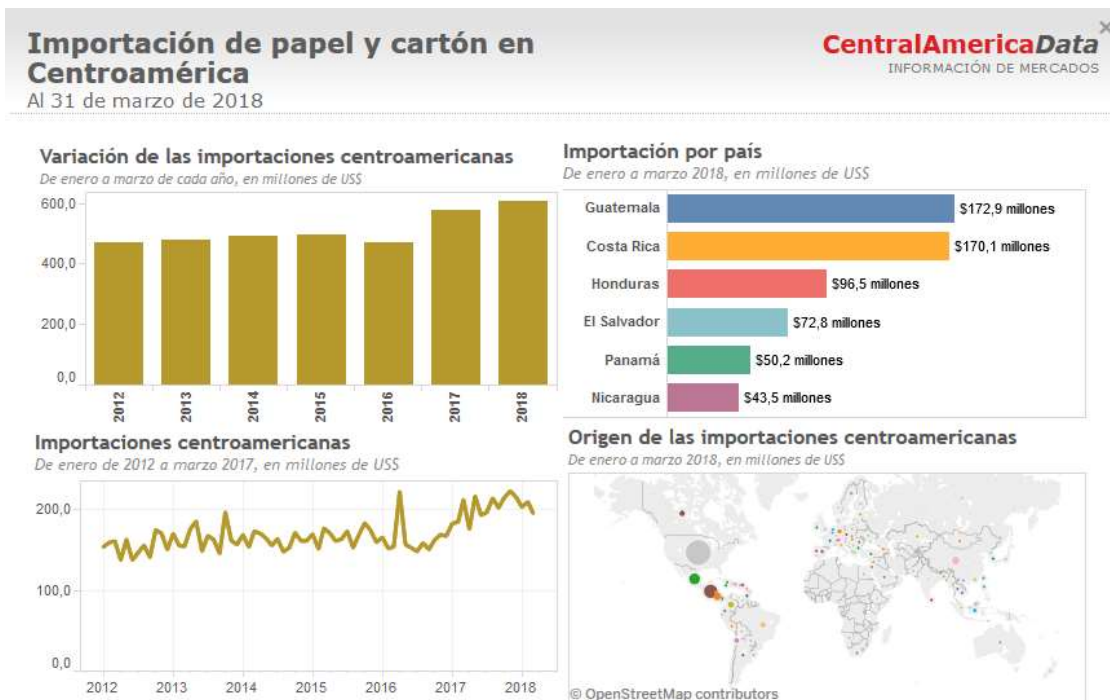 Importación de papel y cartón en
Centroamérica
Al 31 de marzo de 2018
CentralAmericaData
INFORMACIÓN DE MERCADOS
Variación de las importaciones centroamericanas
De enero a marzo de cada año, en millones de US$
600,0
400,0
200,0
0,0
2012
2013
2014
2015
2016
2017
2018
Importación por país
De enero a marzo 2018, en millones de US$
Guatemala $172,9 millones
Costa Rica $170,1 millones
Honduras $96,5 millones
El Salvador $72,8 millones
Panamá $50,2 millones
Nicaragua $43,5 millones
Importaciones centroamericanas
De enero de 2012 a marzo 2017, en millones de US$
200,0
100,0
0,0
2012 2013 2014 2015 2016 2017 2018
Origen de las importaciones centroamericanas
De enero a marzo 2018, en millones de US$
© OpenStreetMap contributors